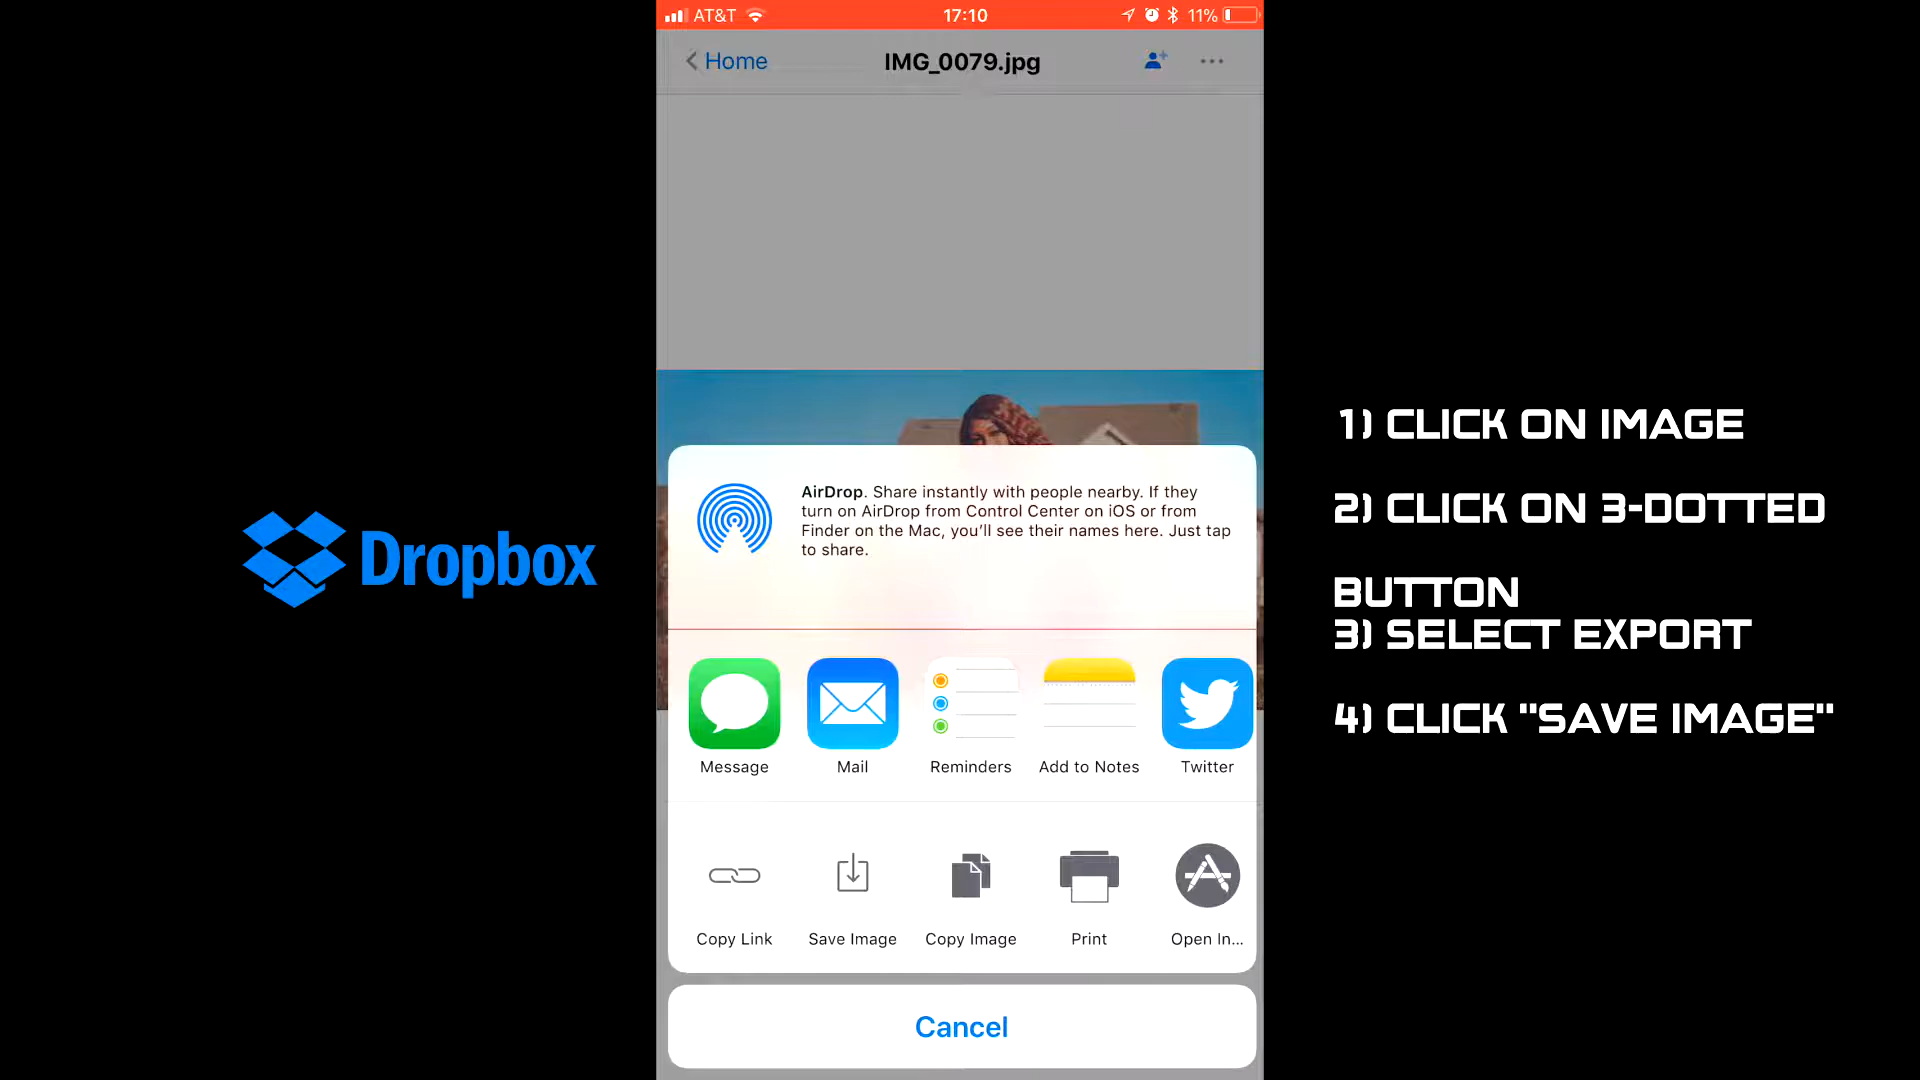 AT&T 17:10 11%
Home IMG_0079.jpg
AirDrop. Share instantly with people nearby. If they
turn on AirDrop from Control Center on iOS or from
Finder on the Mac, you'll see their names here. Just tap
to share.
Message Mail Reminders Add to Notes Twitter
Copy Link Save Image Copy Image Print Open In...
Cancel
Dropbox
1) CLICK ON IMAGE
2) CLICK ON 3-DOTTED
BUTTON
3) SELECT EXPORT
4) CLICK "SAVE IMAGE"